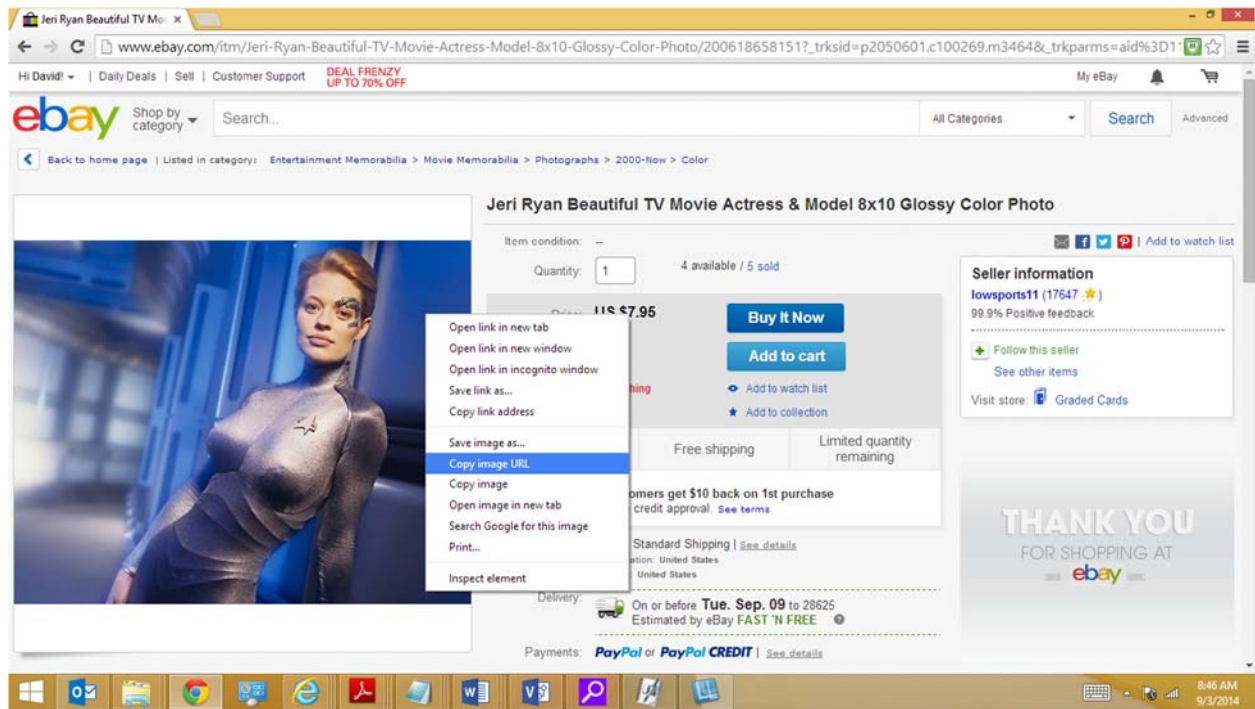 Jeri Ryan Beautiful TV Mo
www.ebay.com/itm/Jeri-Ryan-Beautiful-TV-Movie-Actress-Model-8x10-Glossy-Color-Photo/200618658151?_trksid=p2050601.c100269.m3464&_trkparms=aid%3D1
Hi David! | Daily Deals | Sell | Customer Support
DEAL FRENZY
UP TO 70% OFF
My eBay
ebay
Shop by
category
Search...
All Categories
Search
Advanced
Back to home page | Listed in category: Entertainment Memorabilia > Movie Memorabilia > Photographs > 2000-Now > Color
Jeri Ryan Beautiful TV Movie Actress & Model 8x10 Glossy Color Photo
Item condition: --
Add to watch list
Quantity: 1
4 available / 5 sold
US $7.95
Buy It Now
Add to cart
Add to watch list
Add to collection
Open link in new tab
Open link in new window
Open link in incognito window
Save link as...
Copy link address
Save image as...
Copy image URL
Copy image
Open image in new tab
Search Google for this image
Print...
Inspect element
Free shipping
Limited quantity
remaining
get $10 back on 1st purchase
credit approval. See terms
Standard Shipping | See details
United States
United States
Delivery:
On or before Tue. Sep. 09 to 28625
Estimated by eBay FAST 'N FREE
Payments: PayPal or PayPal CREDIT | See details
Seller information
lowsports11 (17647)
99.9% Positive feedback
Follow this seller
See other items
Visit store: Graded Cards
THANK YOU
FOR SHOPPING AT
ebay
8:46 AM
9/3/2014